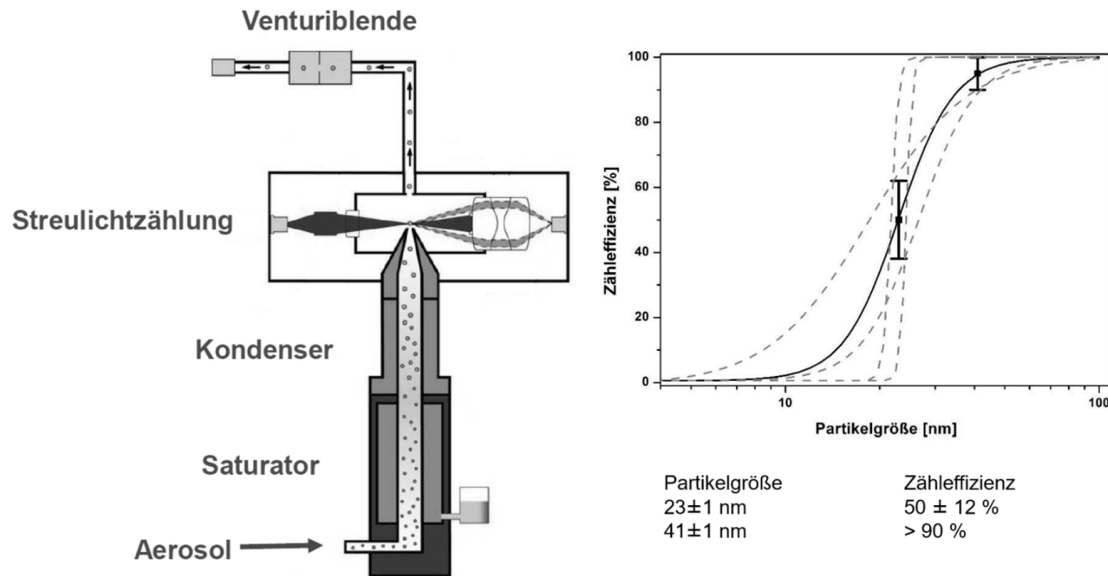 Venturiblende
Streulichtzählung
Kondenser
Saturator
Aerosol
Zähleffizienz [%]
100
80
60
40
20
0
10
100
Partikelgröße [nm]
Partikelgröße Zähleffizienz
23±1 nm 50 ± 12 %
41±1 nm > 90 %